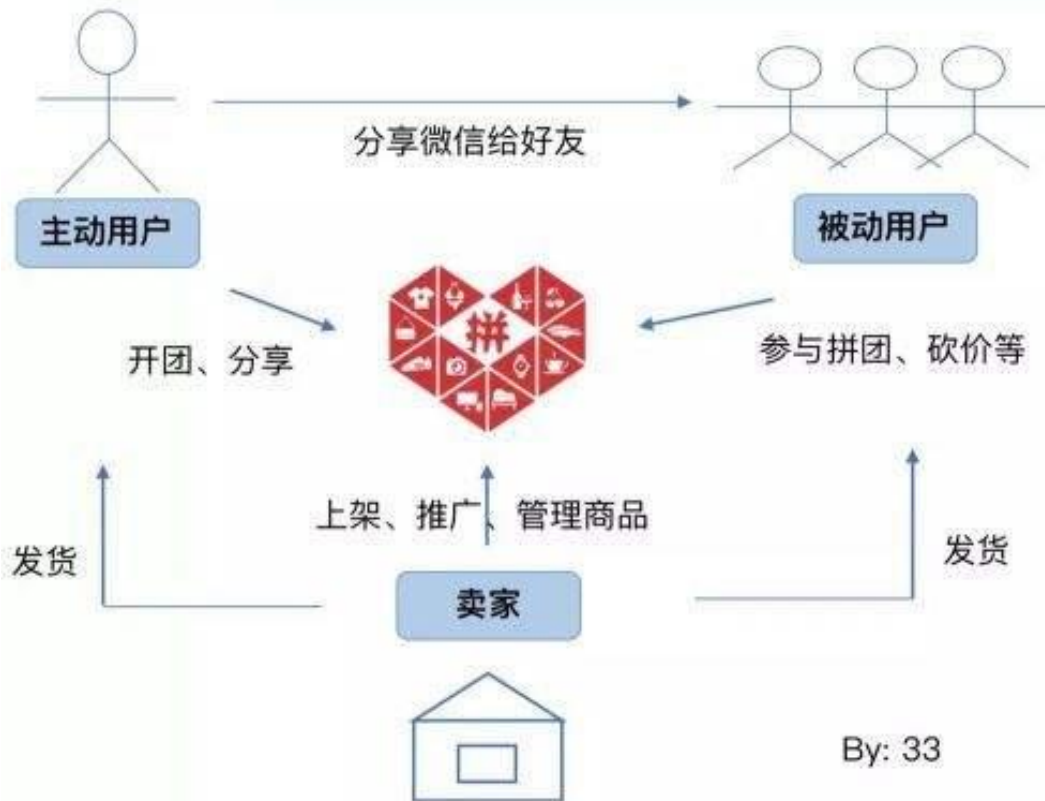 分享微信给好友
主动用户
被动用户
拼
开团、分享
参与拼团、砍价等
上架、推广、管理商品
发货
发货
卖家
By: 33